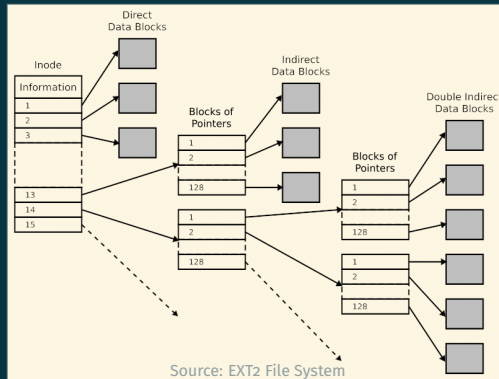 Direct
Data Blocks
Inode
Information
1
2
3
13
14
15
Blocks of
Pointers
1
2
128
1
2
128
Indirect
Data Blocks
Blocks of
Pointers
1
2
128
1
2
128
Double Indirect
Data Blocks
Source: EXT2 File System